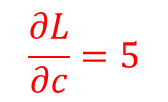 ∂L/∂c = 5